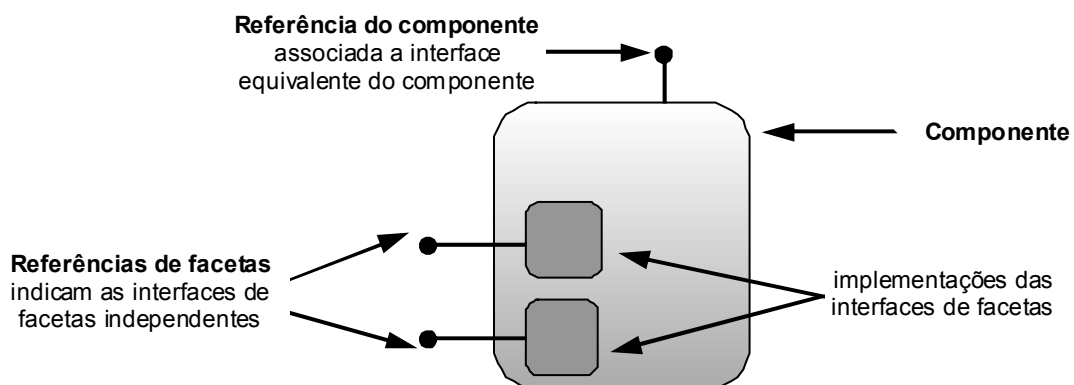 Referência do componente
associada a interface
equivalente do componente
Componente
Referências de facetas
indicam as interfaces de
facetas independentes
implementações das
interfaces de facetas